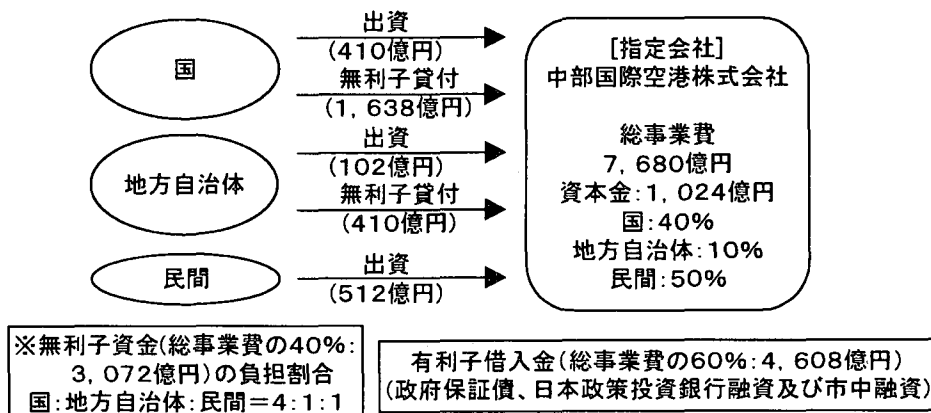 国
出資
(410億円)
無利子貸付
(1, 638億円)
地方自治体
出資
(102億円)
無利子貸付
(410億円)
民間
出資
(512億円)
[指定会社]
中部国際空港株式会社
総事業費
7, 680億円
資本金:1, 024億円
国:40%
地方自治体:10%
民間:50%
※無利子資金(総事業費の40%:
3, 072億円)の負担割合
国:地方自治体:民間=4:1:1
有利子借入金(総事業費の60%:4, 608億円)
(政府保証債、日本政策投資銀行融資及び市中融資)